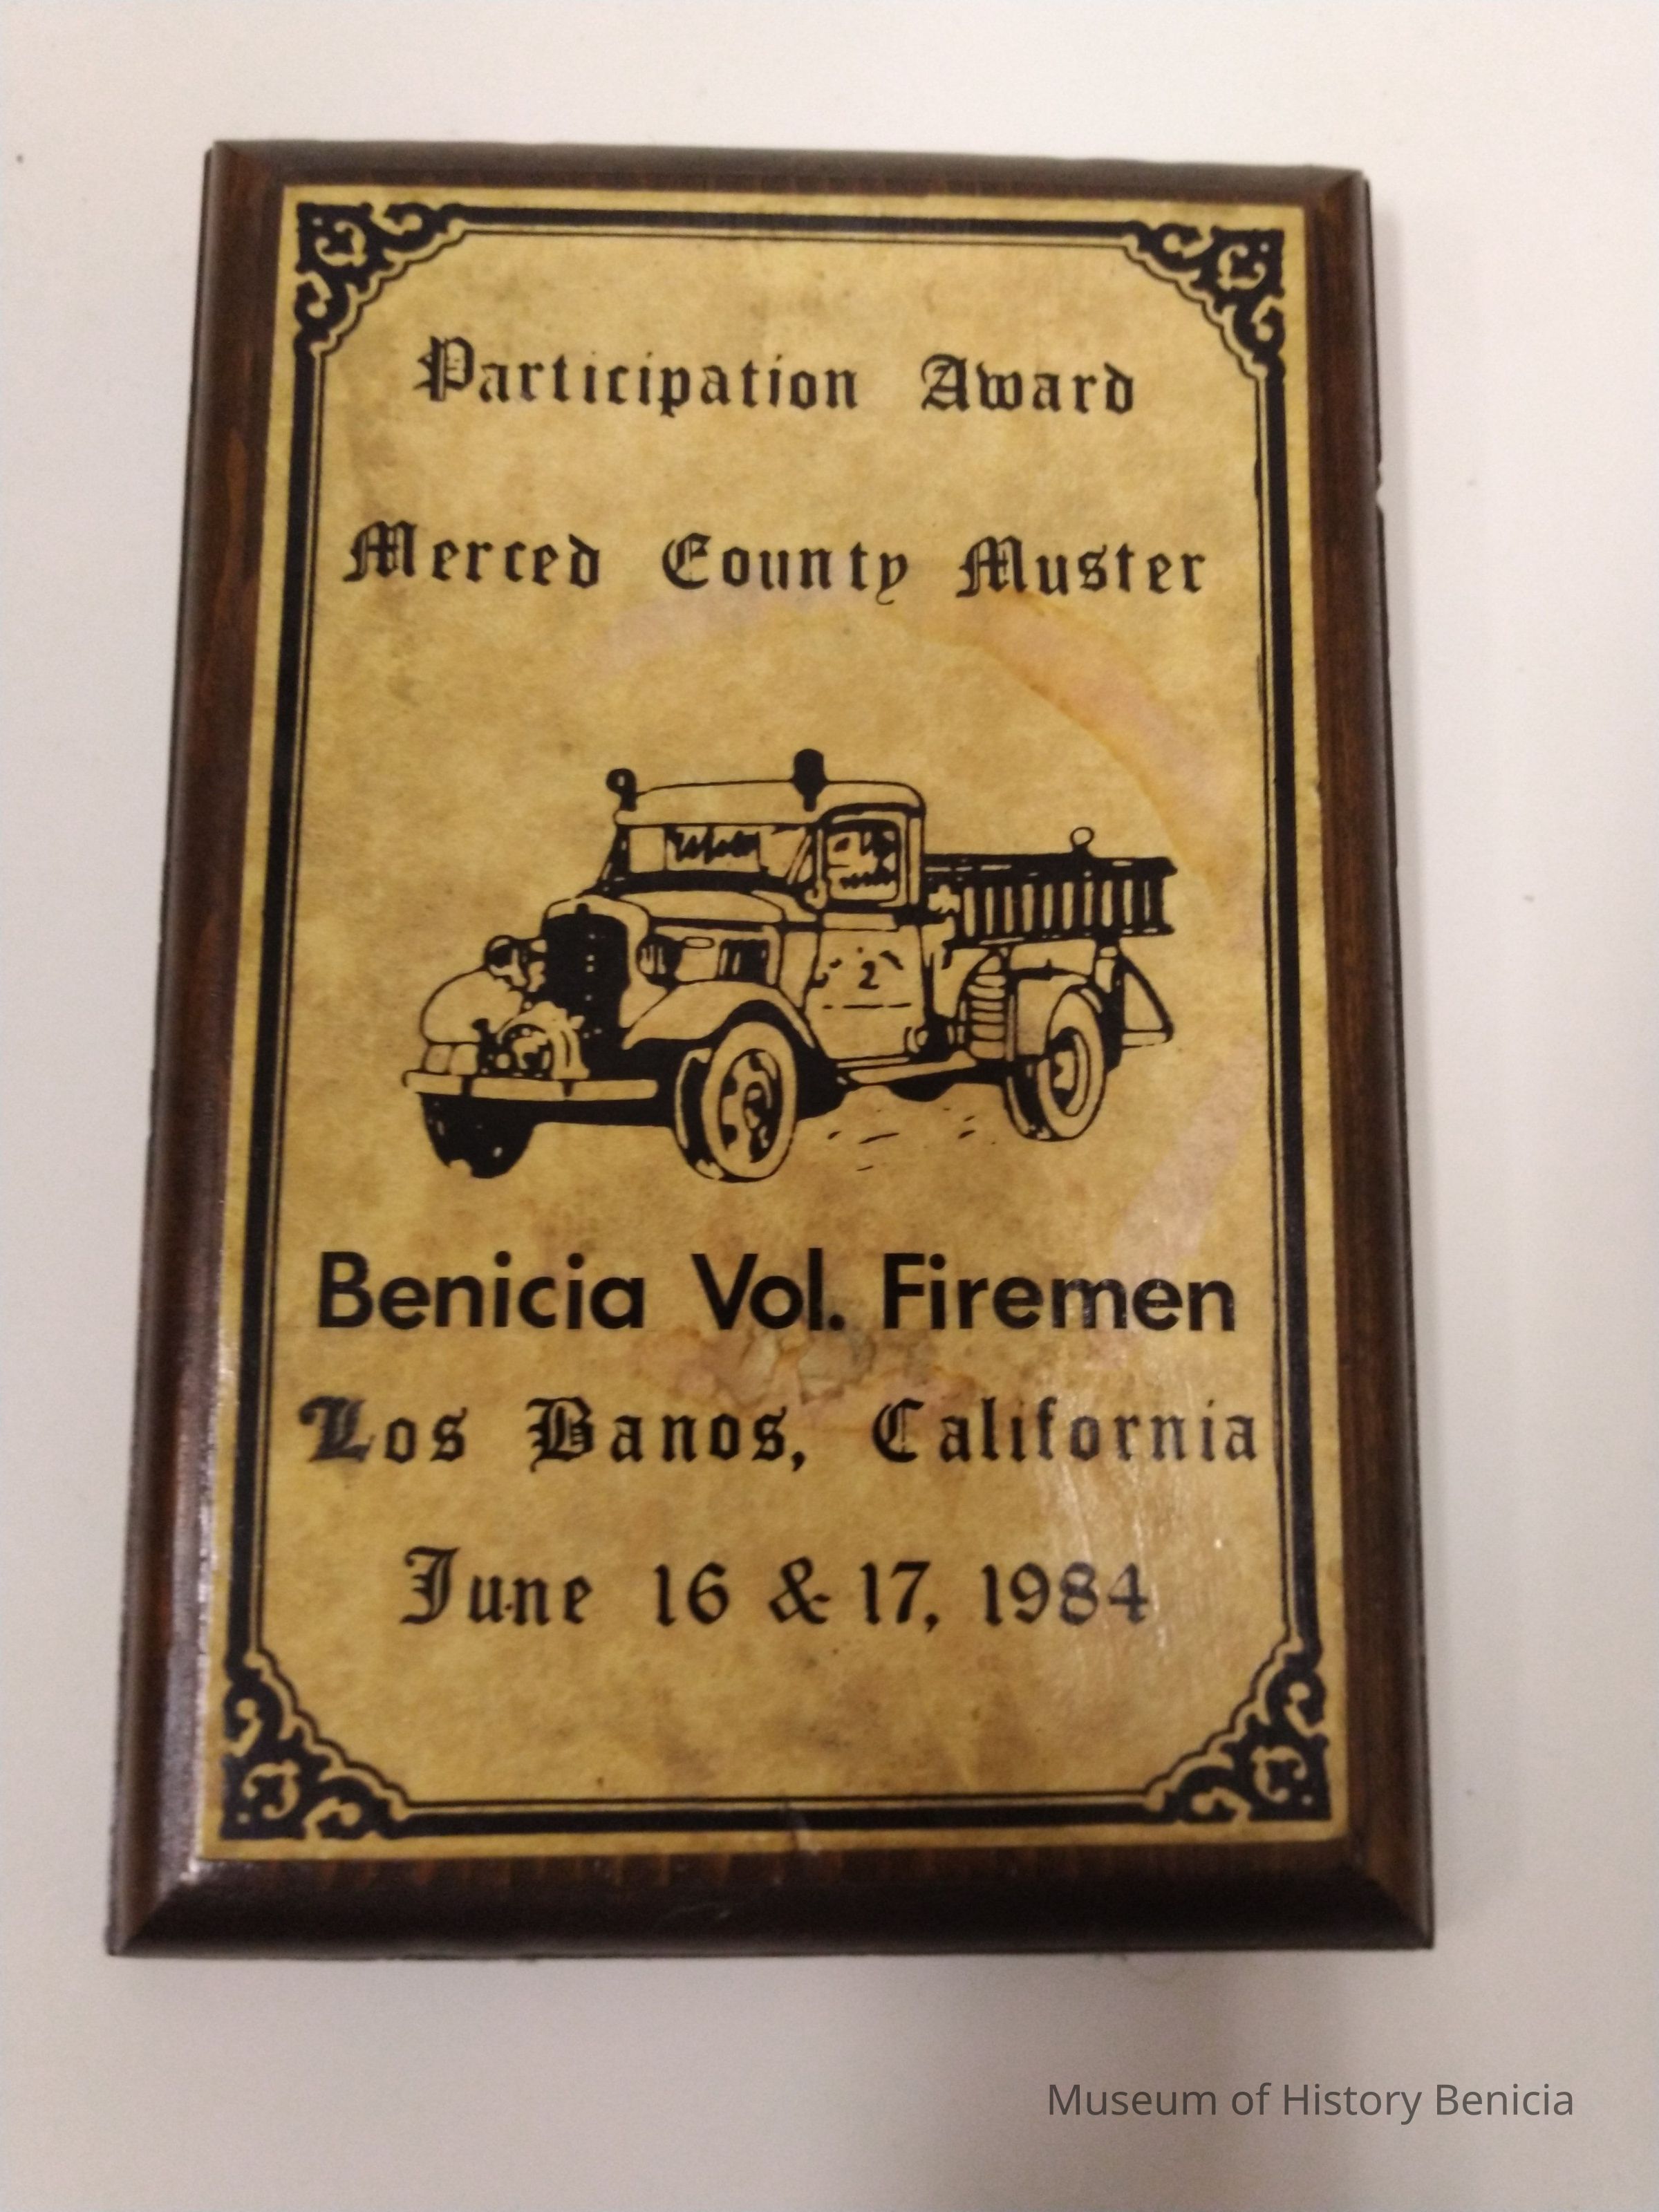 Participation Award
Merced County Muster
2
Benicia Vol. Firemen
Los Banos, California
June 16 & 17, 1984
Museum of History Benicia